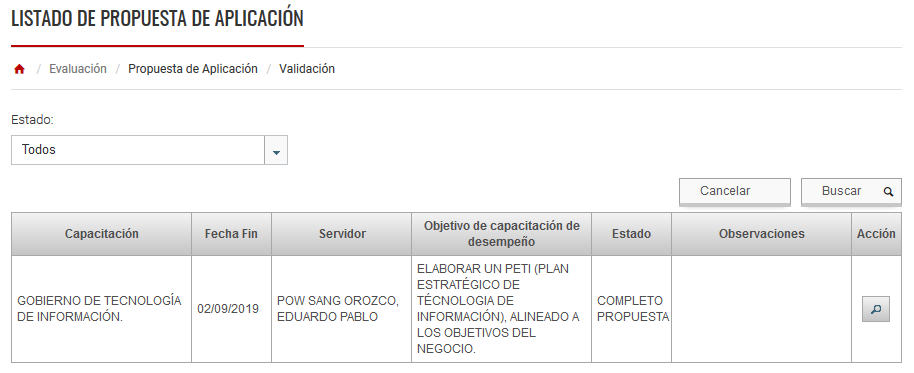 LISTADO DE PROPUESTA DE APLICACIÓN
/ Evaluación / Propuesta de Aplicación / Validación
Estado:
Todos
Cancelar
Buscar
Capacitación
Fecha Fin
Servidor
Objetivo de capacitación de
desempeño
Estado
Observaciones
Acción
GOBIERNO DE TECNOLOGÍA
DE INFORMACIÓN.
02/09/2019
POW SANG OROZCO,
EDUARDO PABLO
ELABORAR UN PETI (PLAN
ESTRATÉGICO DE
TÉCNOLOGIA DE
INFORMACIÓN), ALINEADO A
LOS OBJETIVOS DEL
NEGOCIO.
COMPLETO
PROPUESTA